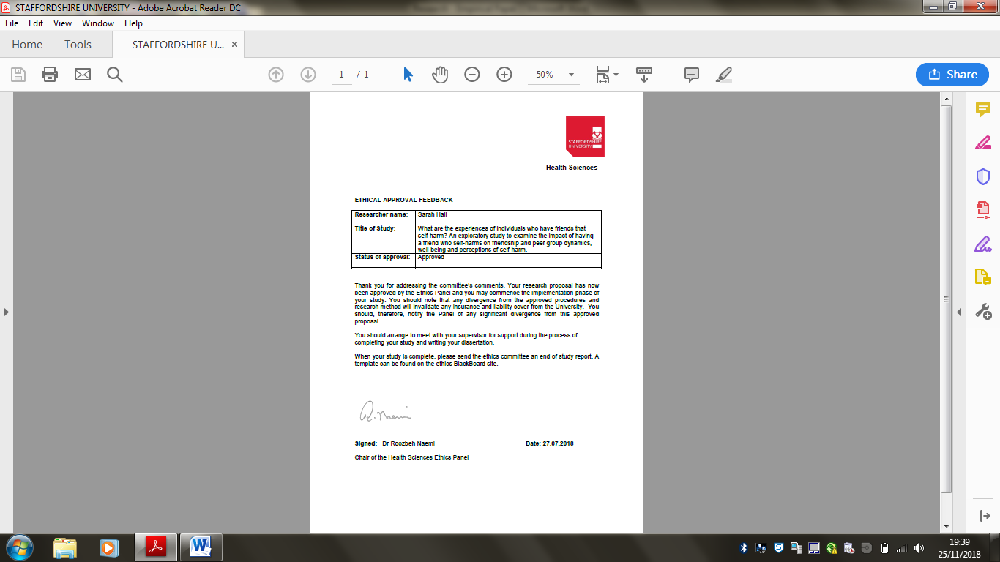 STAFFORDSHIRE UNIVERSITY - Adobe Acrobat Reader DC
File Edit View Window Help
Home Tools STAFFORDSHIRE U... ×
1 / 1 50% Share
STAFFORDSHIRE
UNIVERSITY
Health Sciences
ETHICAL APPROVAL FEEDBACK
Researcher name: Sarah Hall
Title of Study: What are the experiences of individuals who have friends that
self-harm? An exploratory study to examine the impact of having
a friend who self-harms on friendship and peer group dynamics,
well-being and perceptions of self-harm.
Status of approval: Approved
Thank you for addressing the committee's comments. Your research proposal has now
been approved by the Ethics Panel and you may commence the implementation phase of
your study. You should note that any divergence from the approved procedures and
research method will invalidate any insurance and liability cover from the University. You
should, therefore, notify the Panel of any significant divergence from this approved
proposal.
You should arrange to meet with your supervisor for support during the process of
completing your study and writing your dissertation.
When your study is complete, please send the ethics committee an end of study report. A
template can be found on the ethics BlackBoard site.
R. Naemi
Signed: Dr Roozbeh Naemi Date: 27.07.2018
Chair of the Health Sciences Ethics Panel
19:39
25/11/2018